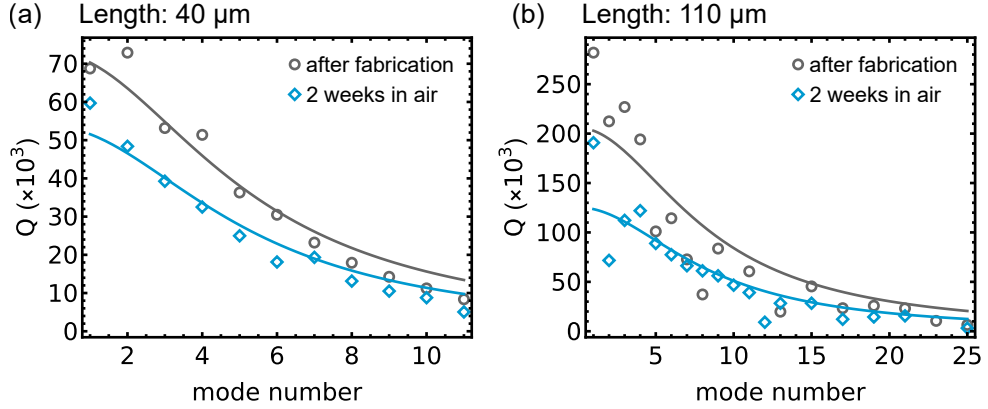 (a) Length: 40 µm
70
60
50
40
30
20
10
0
Q (×10³)
2 4 6 8 10
mode number
after fabrication
2 weeks in air
(b) Length: 110 µm
250
200
150
100
50
0
Q (×10³)
5 10 15 20 25
mode number
after fabrication
2 weeks in air